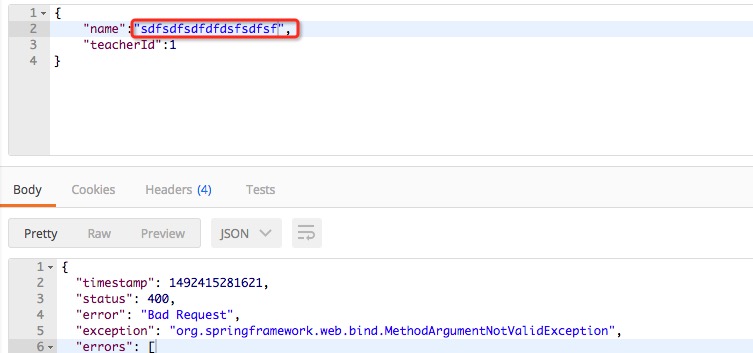 1 {
2 "name":"sdfsdfsdfdfdsfsdfsf",
3 "teacherId":1
4 }
Body Cookies Headers (4) Tests
Pretty Raw Preview JSON
1 {
2 "timestamp": 1492415281621,
3 "status": 400,
4 "error": "Bad Request",
5 "exception": "org.springframework.web.bind.MethodArgumentNotValidException",
6 "errors": [